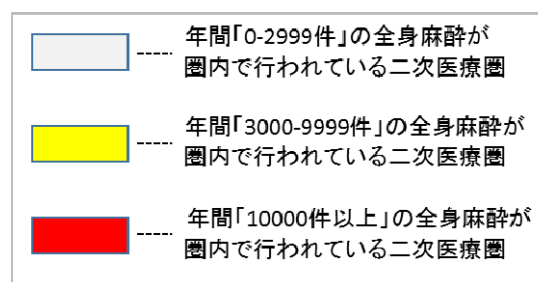 年間「0-2999件」の全身麻酔が
圏内で行われている二次医療圏
年間「3000-9999件」の全身麻酔が
圏内で行われている二次医療圏
年間「10000件以上」の全身麻酔が
圏内で行われている二次医療圏